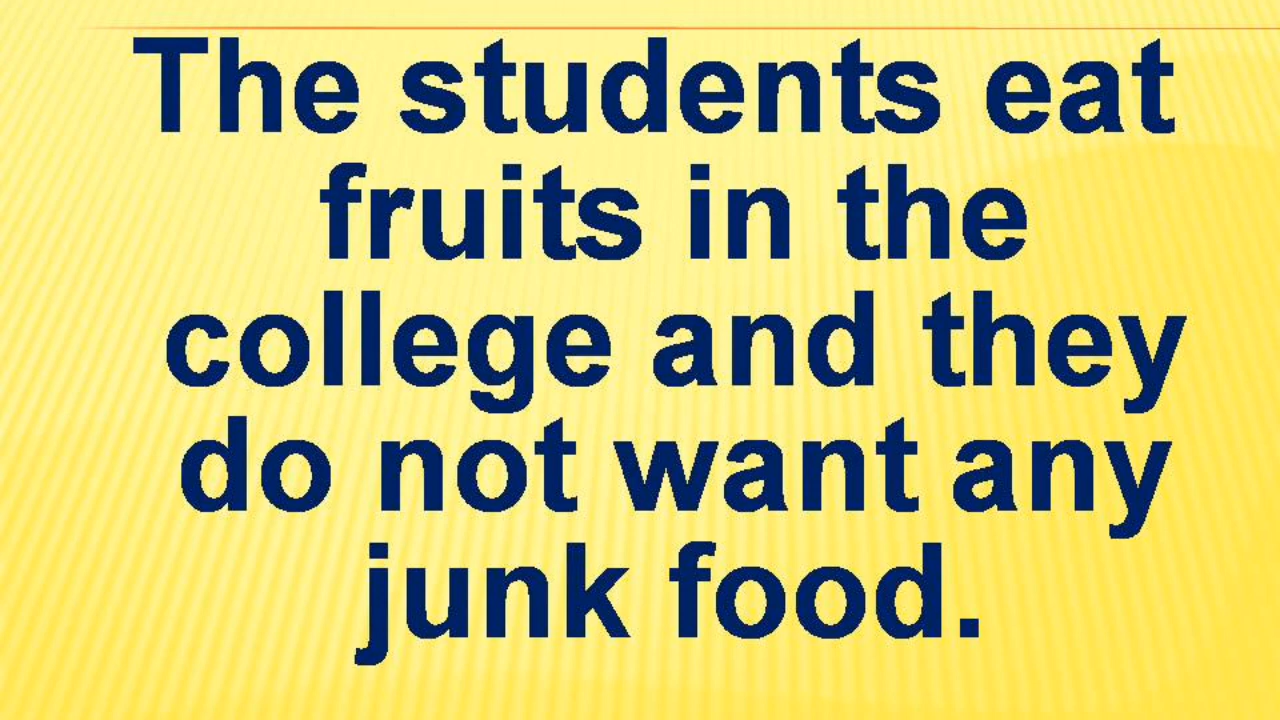 The students eat
fruits in the
college and they
do not want any
junk food.